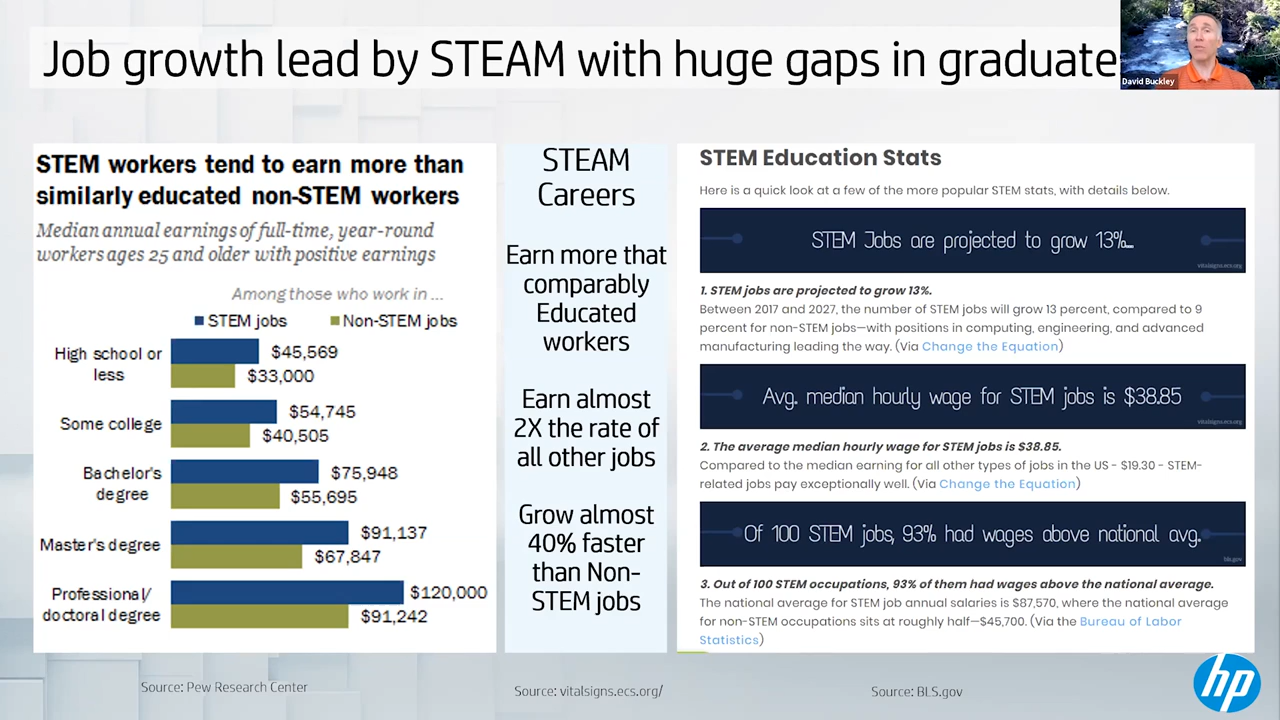 Job growth lead by STEAM with huge gaps in graduate
David Buckley
STEM workers tend to earn more than
similarly educated non-STEM workers
Median annual earnings of full-time, year-round
workers ages 25 and older with positive earnings
Among those who work in ...
STEM jobs
Non-STEM jobs
High school or
less
$45,569
$33,000
Some college
$54,745
$40,505
Bachelor's
degree
$75,948
$55,695
Master's degree
$91,137
$67,847
Professional/
doctoral degree
$120,000
$91,242
Source: Pew Research Center
STEAM
Careers
Earn more that
comparably
Educated
workers
Earn almost
2X the rate of
all other jobs
Grow almost
40% faster
than Non-
STEM jobs
Source: vitalsigns.ecs.org/
STEM Education Stats
Here is a quick look at a few of the more popular STEM stats, with details below.
STEM Jobs are projected to grow 13%...
vitalsigns.ecs.org
1. STEM jobs are projected to grow 13%.
Between 2017 and 2027, the number of STEM jobs will grow 13 percent, compared to 9
percent for non-STEM jobs—with positions in computing, engineering, and advanced
manufacturing leading the way. (Via Change the Equation)
Avg. median hourly wage for STEM jobs is $38.85
vitalsigns.ecs.org
2. The average median hourly wage for STEM jobs is $38.85.
Compared to the median earning for all other types of jobs in the US - $19.30 - STEM-
related jobs pay exceptionally well. (Via Change the Equation)
Of 100 STEM jobs, 93% had wages above national avg.
bls.gov
3. Out of 100 STEM occupations, 93% of them had wages above the national average.
The national average for STEM job annual salaries is $87,570, where the national average
for non-STEM occupations sits at roughly half—$45,700. (Via the Bureau of Labor
Statistics)
Source: BLS.gov
hp